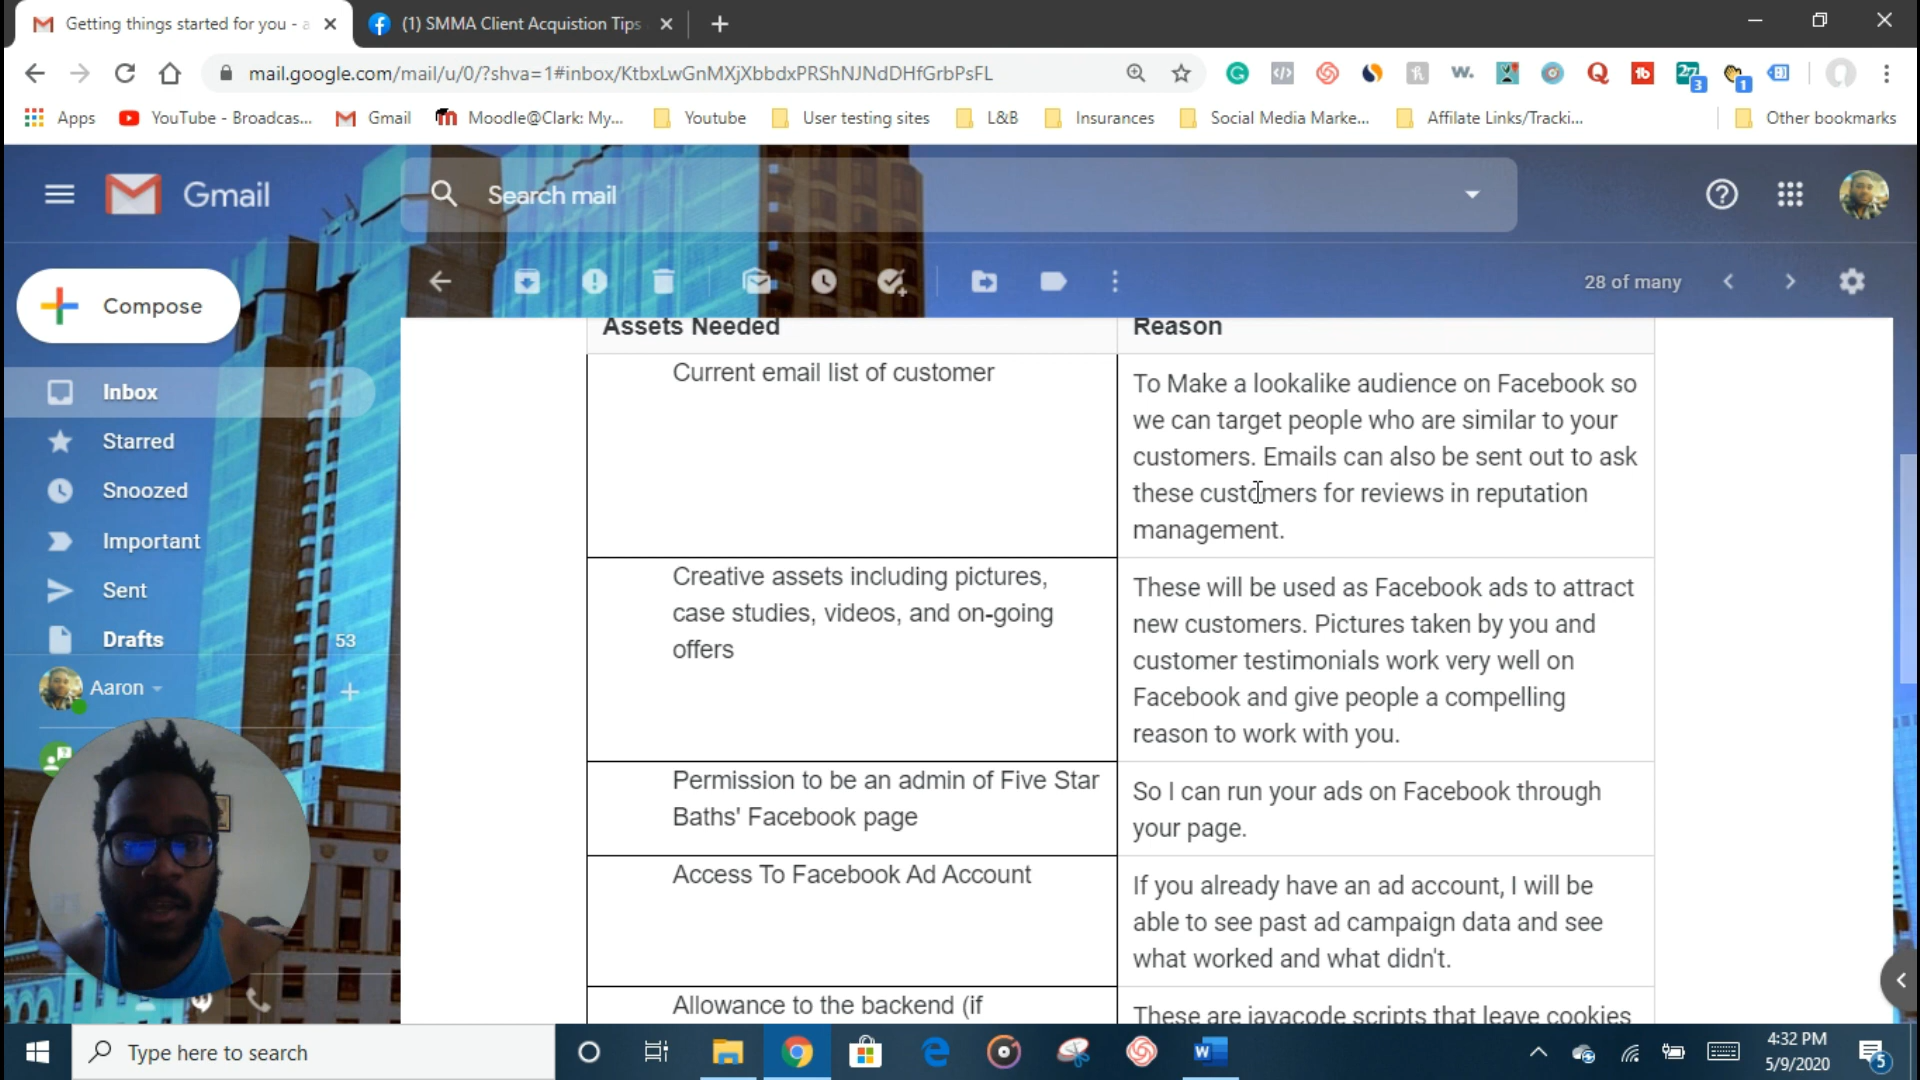 Getting things started for you - a
(1) SMMA Client Acquistion Tips
mail.google.com/mail/u/0/?shva=1#inbox/KtbxLwGnMXjXbbdxPRShNJNdDHfGrbPsFL
Apps
YouTube - Broadcas...
Gmail
Moodle@Clark: My...
Youtube
User testing sites
L&B
Insurances
Social Media Marke...
Affilate Links/Tracki...
Other bookmarks
Gmail
Search mail
Compose
28 of many
Inbox
Starred
Snoozed
Important
Sent
Drafts
53
Aaron
Assets Needed
Reason
Current email list of customer
To Make a lookalike audience on Facebook so
we can target people who are similar to your
customers. Emails can also be sent out to ask
these customers for reviews in reputation
management.
Creative assets including pictures,
case studies, videos, and on-going
offers
These will be used as Facebook ads to attract
new customers. Pictures taken by you and
customer testimonials work very well on
Facebook and give people a compelling
reason to work with you.
Permission to be an admin of Five Star
Baths' Facebook page
So I can run your ads on Facebook through
your page.
Access To Facebook Ad Account
If you already have an ad account, I will be
able to see past ad campaign data and see
what worked and what didn't.
Allowance to the backend (if
These are javacode scripts that leave cookies
Type here to search
4:32 PM
5/9/2020
5